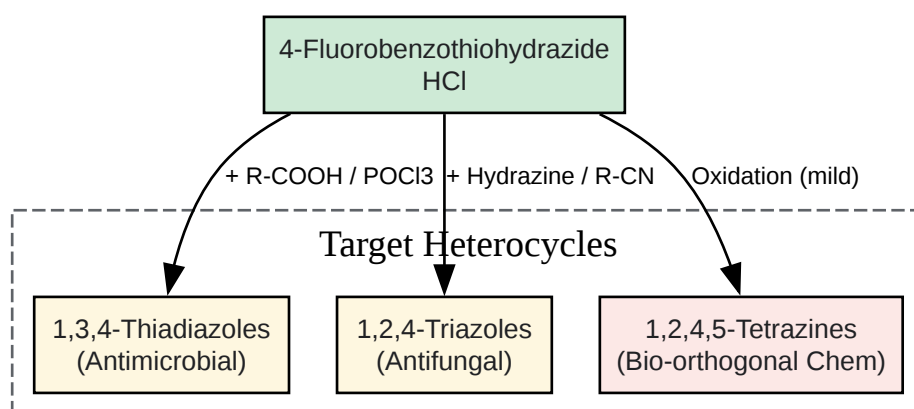 4-Fluorobenzothiohydrazide
HCl
+ R-COOH / POCl3
+ Hydrazine / R-CN
Oxidation (mild)
Target Heterocycles
1,3,4-Thiadiazoles
(Antimicrobial)
1,2,4-Triazoles
(Antifungal)
1,2,4,5-Tetrazines
(Bio-orthogonal Chem)